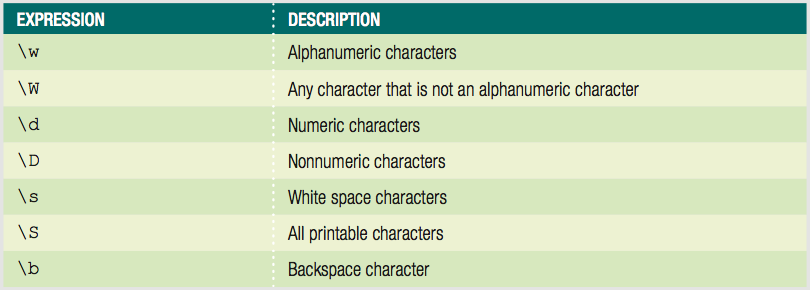 EXPRESSION DESCRIPTION
\w Alphanumeric characters
\W Any character that is not an alphanumeric character
\d Numeric characters
\D Nonnumeric characters
\s White space characters
\S All printable characters
\b Backspace character